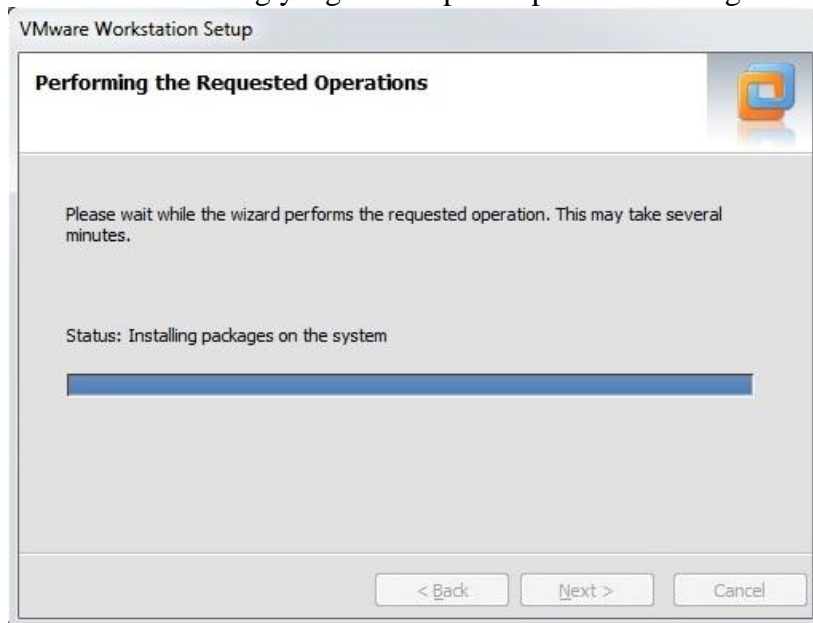 VMware Workstation Setup
Performing the Requested Operations
Please wait while the wizard performs the requested operation. This may take several
minutes.
Status: Installing packages on the system
< Back Next > Cancel